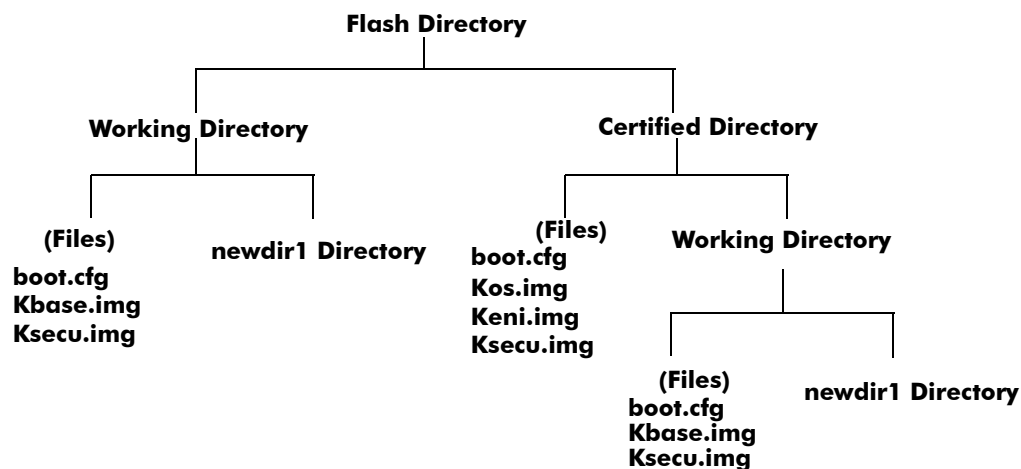 Flash Directory
Working Directory
Certified Directory
(Files)
boot.cfg
Kbase.img
Ksecu.img
newdir1 Directory
(Files)
boot.cfg
Kos.img
Keni.img
Ksecu.img
Working Directory
(Files)
boot.cfg
Kbase.img
Ksecu.img
newdir1 Directory